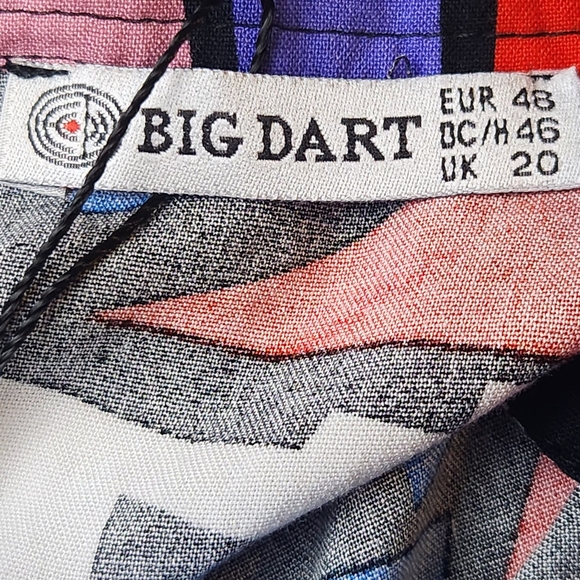 BIG DART
EUR 48
DC/H 46
UK 20